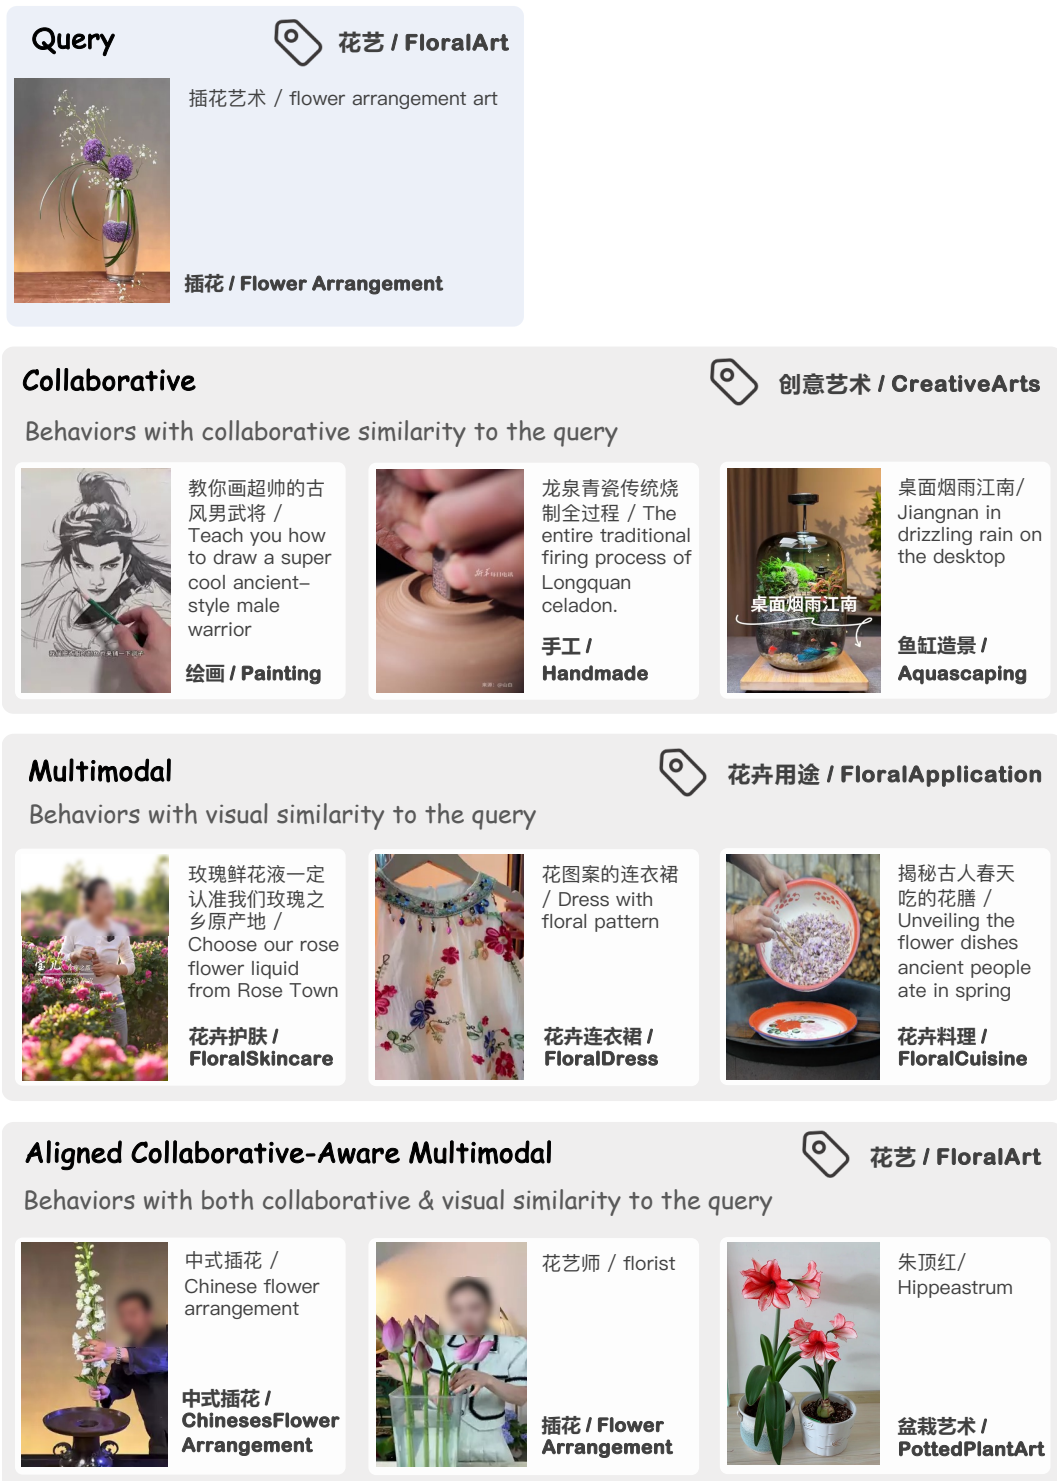 Query
花艺 / FloralArt
插花艺术 / flower arrangement art
插花 / Flower Arrangement
Collaborative
创意艺术 / CreativeArts
Behaviors with collaborative similarity to the query
教你画超帅的古
风男武将 /
Teach you how
to draw a super
cool ancient-
style male
warrior
绘画 / Painting
龙泉青瓷传统烧
制全过程 / The
entire traditional
firing process of
Longquan
celadon.
手工 /
Handmade
桌面烟雨江南
桌面烟雨江南/
Jiangnan in
drizzling rain on
the desktop
鱼缸造景 /
Aquascaping
Multimodal
花卉用途 / FloralApplication
Behaviors with visual similarity to the query
玫瑰鲜花液一定
认准我们玫瑰之
乡原产地 /
Choose our rose
flower liquid
from Rose Town
花卉护肤 /
FloralSkincare
花图案的连衣裙
/ Dress with
floral pattern
花卉连衣裙 /
FloralDress
揭秘古人春天
吃的花膳 /
Unveiling the
flower dishes
ancient people
ate in spring
花卉料理 /
FloralCuisine
Aligned Collaborative-Aware Multimodal
花艺 / FloralArt
Behaviors with both collaborative & visual similarity to the query
中式插花 /
Chinese flower
arrangement
中式插花 /
ChinesesFlower
Arrangement
花艺师 / florist
插花 / Flower
Arrangement
朱顶红/
Hippeastrum
盆栽艺术 /
PottedPlantArt